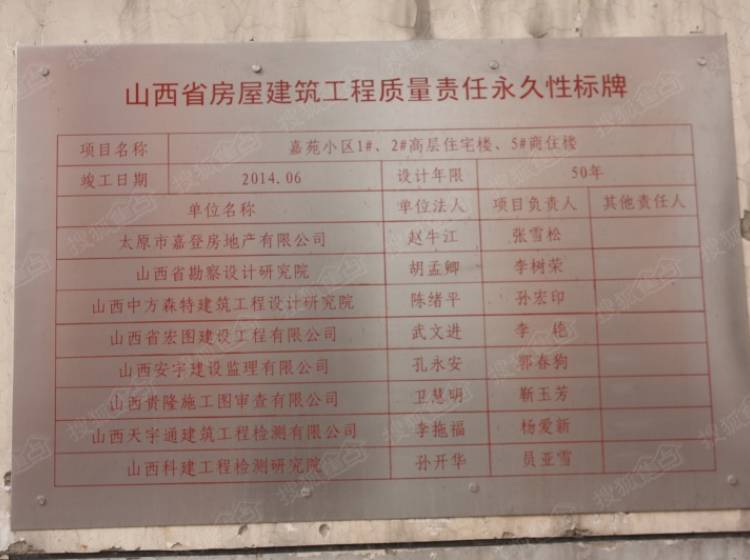 山西省房屋建筑工程质量责任永久性标牌
项目名称 嘉苑小区1#、2#高层住宅楼、5#商住楼
竣工日期 2014.06 设计年限 50年
单位名称 单位法人 项目负责人 其他责任人
太原市嘉登房地产有限公司 赵牛江 张雪松
山西省勘察设计研究院 胡孟卿 李树荣
山西中方森特建筑工程设计研究院 陈绪平 孙宏印
山西省宏图建设工程有限公司 武文进 李 艳
山西安宇建设监理有限公司 孔永安 郭春狗
山西贵隆施工图审查有限公司 卫慧明 靳玉芳
山西天宇通建筑工程检测有限公司 李拖福 杨爱新
山西科建工程检测研究院 孙开华 员亚雪